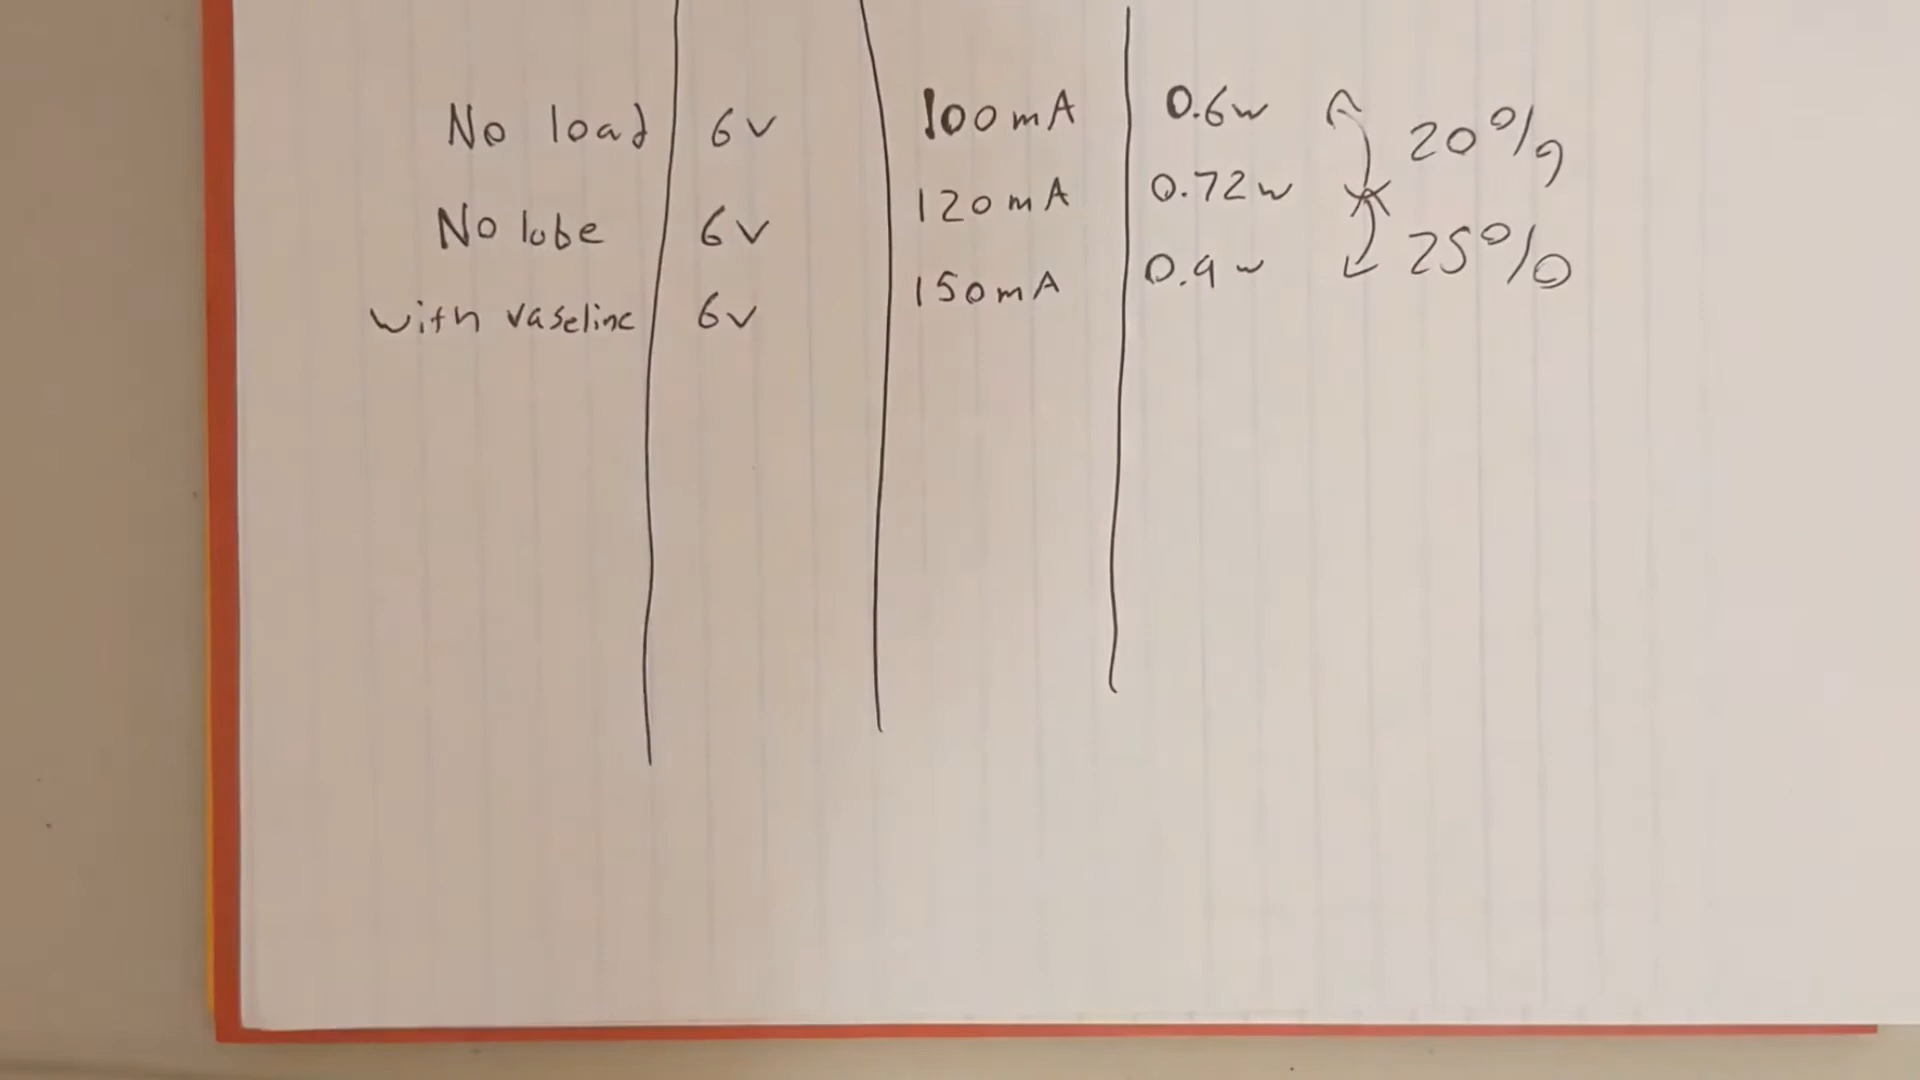 No load 6v 100mA 0.6w 20%
No lube 6v 120mA 0.72w 25%
with vaseline 6v 150mA 0.9w